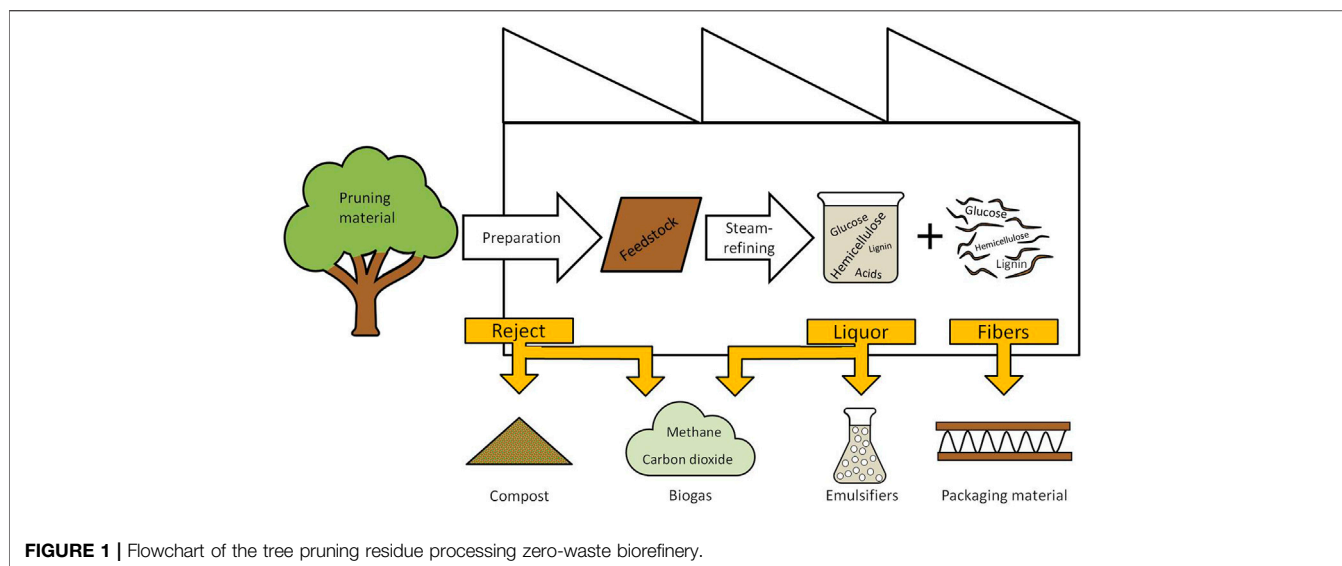 Pruning
material
Preparation
Feedstock
Steam-
refining
Glucose
Hemicellulose
Lignin
Acids
+
Glucose
Hemicellulose
Lignin
Reject
Liquor
Fibers
Methane
Carbon dioxide
Compost
Biogas
Emulsifiers
Packaging material
FIGURE 1 | Flowchart of the tree pruning residue processing zero-waste biorefinery.